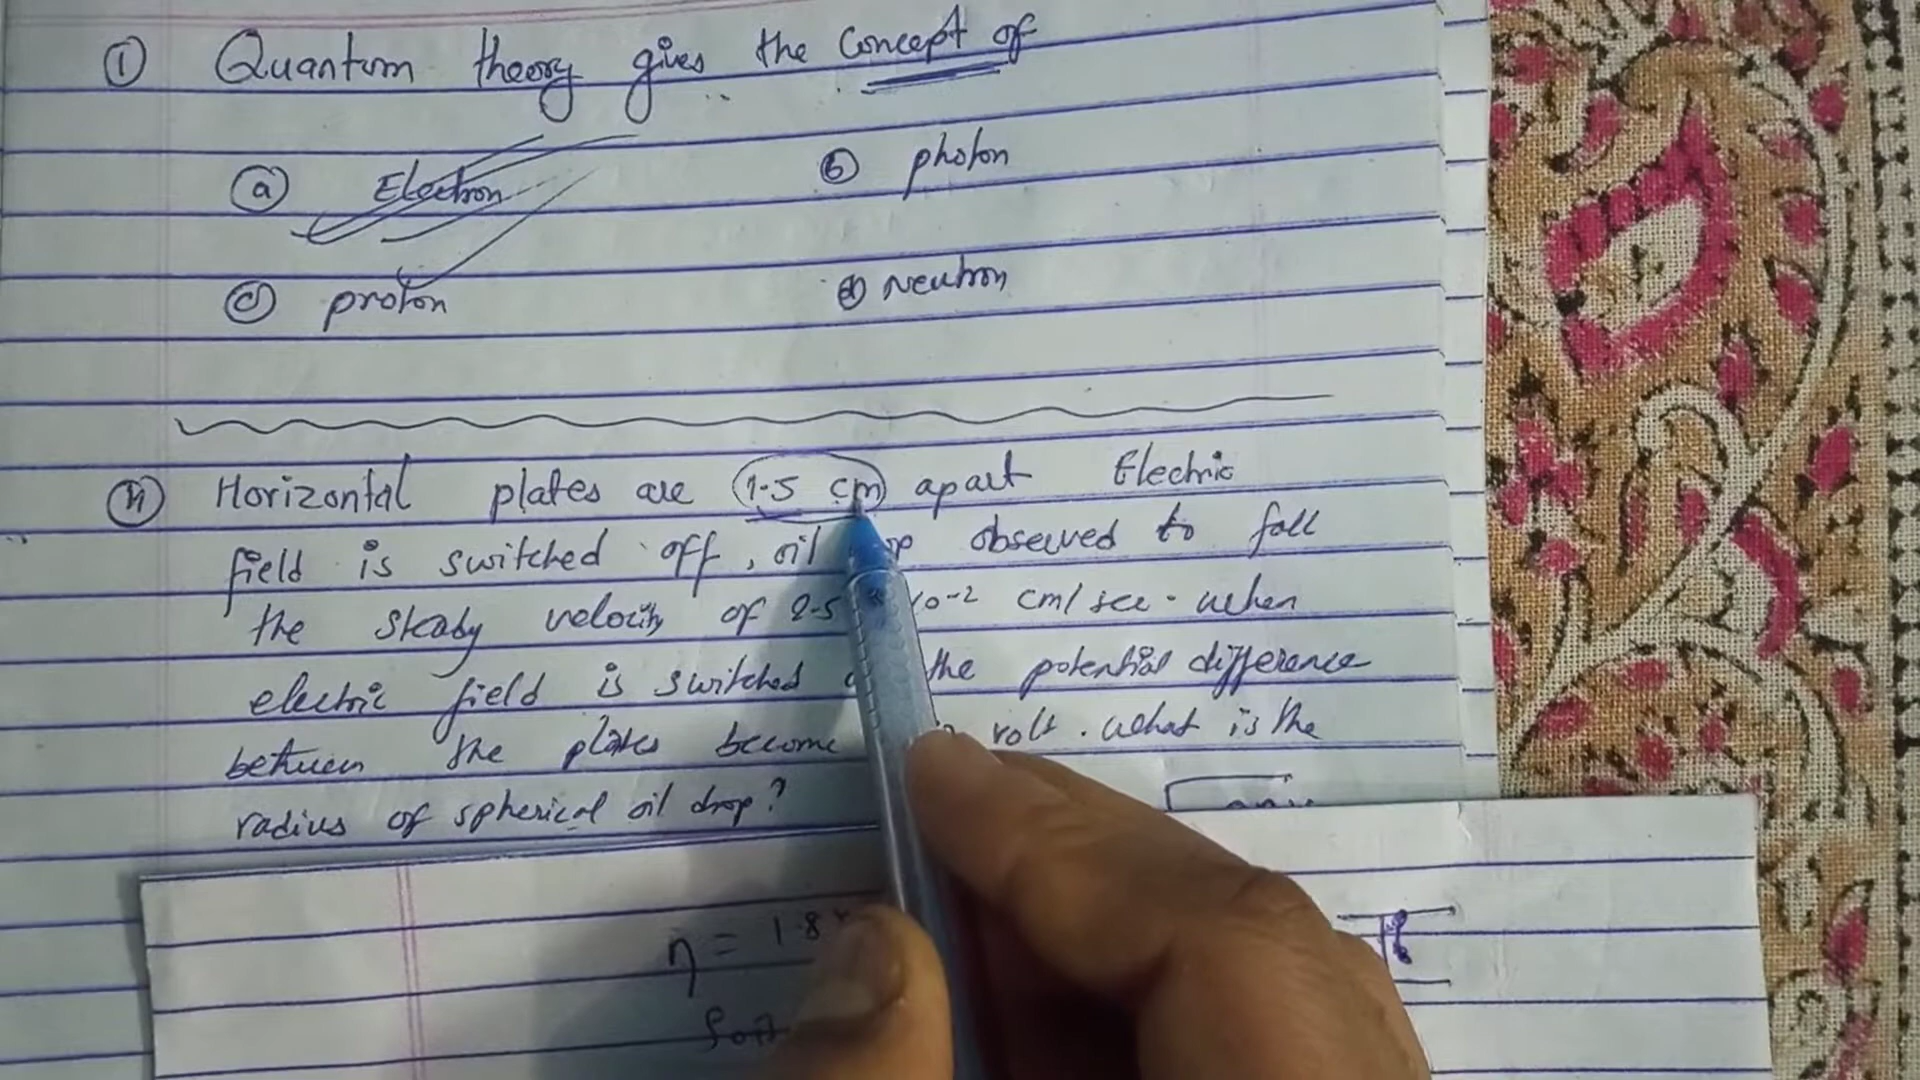 ① Quantum theory gives the concept of
ⓐ Electron ⓑ photon
ⓒ proton ⓓ Neutron
Horizontal plates are 1.5 cm apart Electric
field is switched off, oil observed to fall
the steady velocity of 2.5 10-2 cm/sec. when
electric field is switched the potential difference
between the plates become volt. what is the
radius of spherical oil drop?
η = 1.8